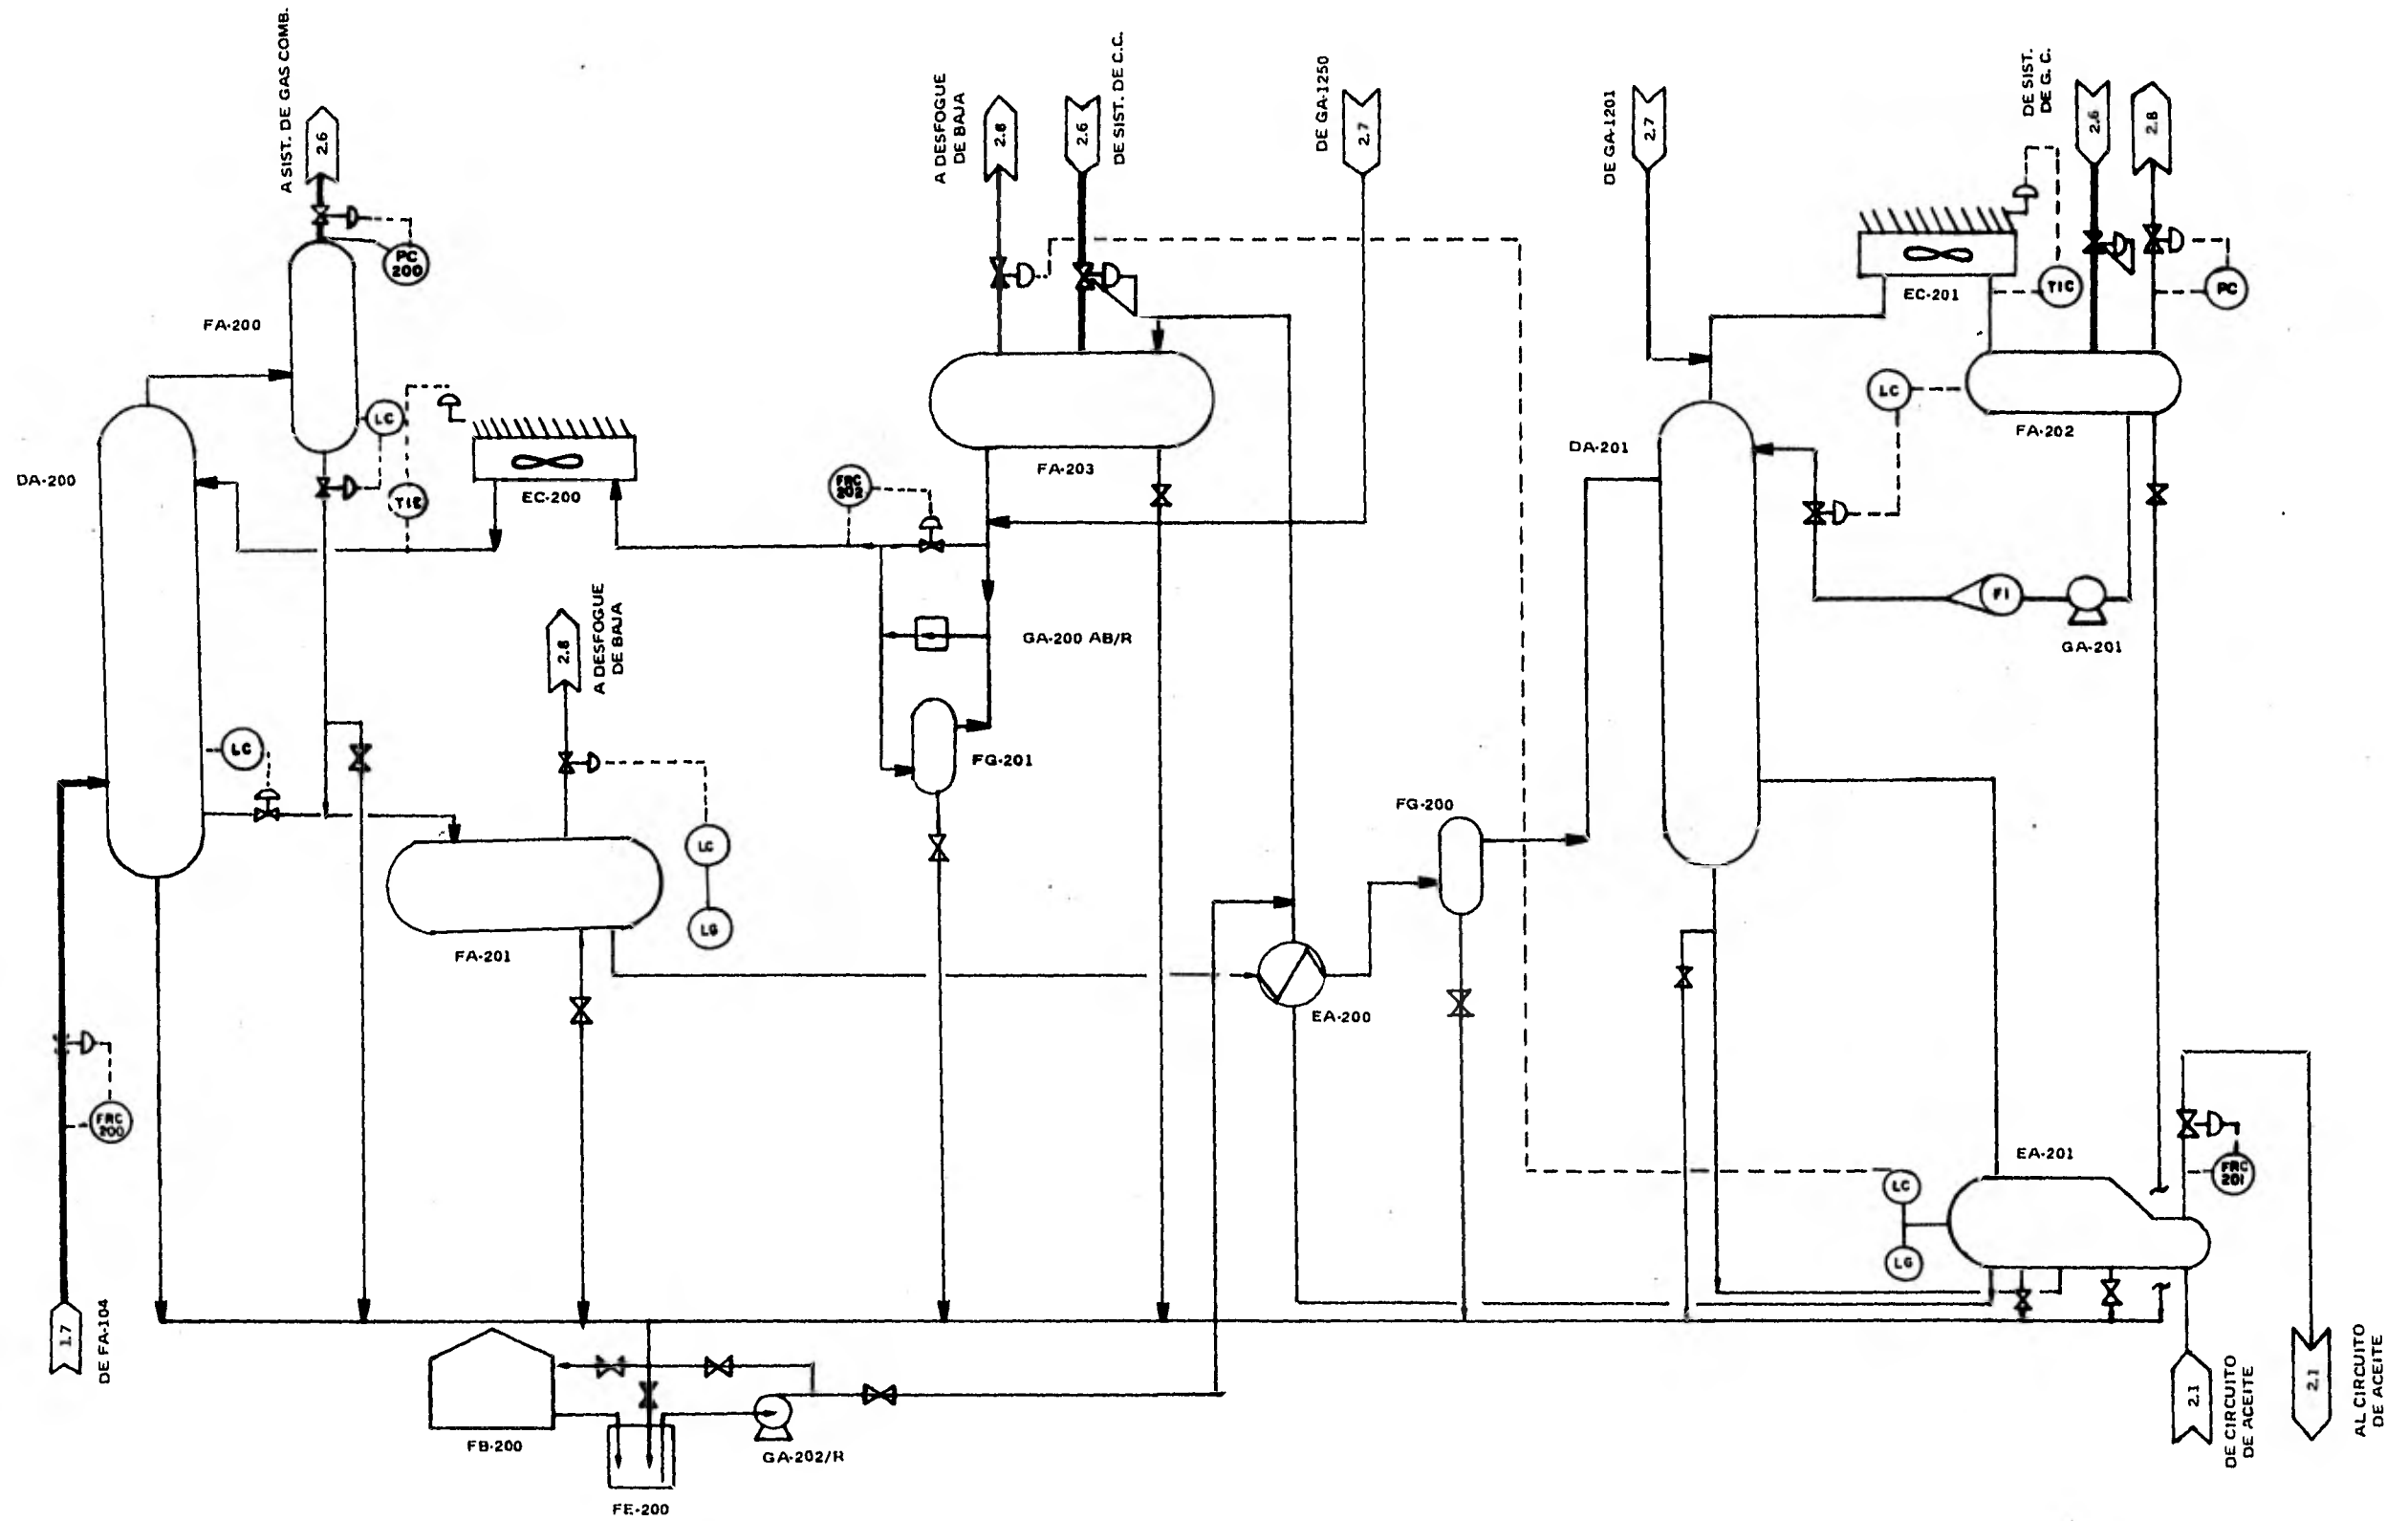 A SIST. DE GAS COMB.
2.6
PC
200
FA-200
LC
TIC
DA-200
EC-200
LC
A DESFOGUE
DE BAJA
2.8
LC
LG
FA-201
FRC
200
1.7
DE FA-104
FB-200
FE-200
GA-202/R
A DESFOGUE
DE BAJA
2.8
2.6
DE SIST. DE C.C.
DE GA-1250
2.7
FA-203
FRC
202
GA-200 AB/R
FG-201
EA-200
FG-200
DE GA-1201
2.7
DE SIST.
DE G. C.
2.6
2.8
EC-201
TIC
PC
LC
FA-202
DA-201
FI
GA-201
EA-201
LC
LG
FRC
201
2.1
DE CIRCUITO
DE ACEITE
2.1
AL CIRCUITO
DE ACEITE